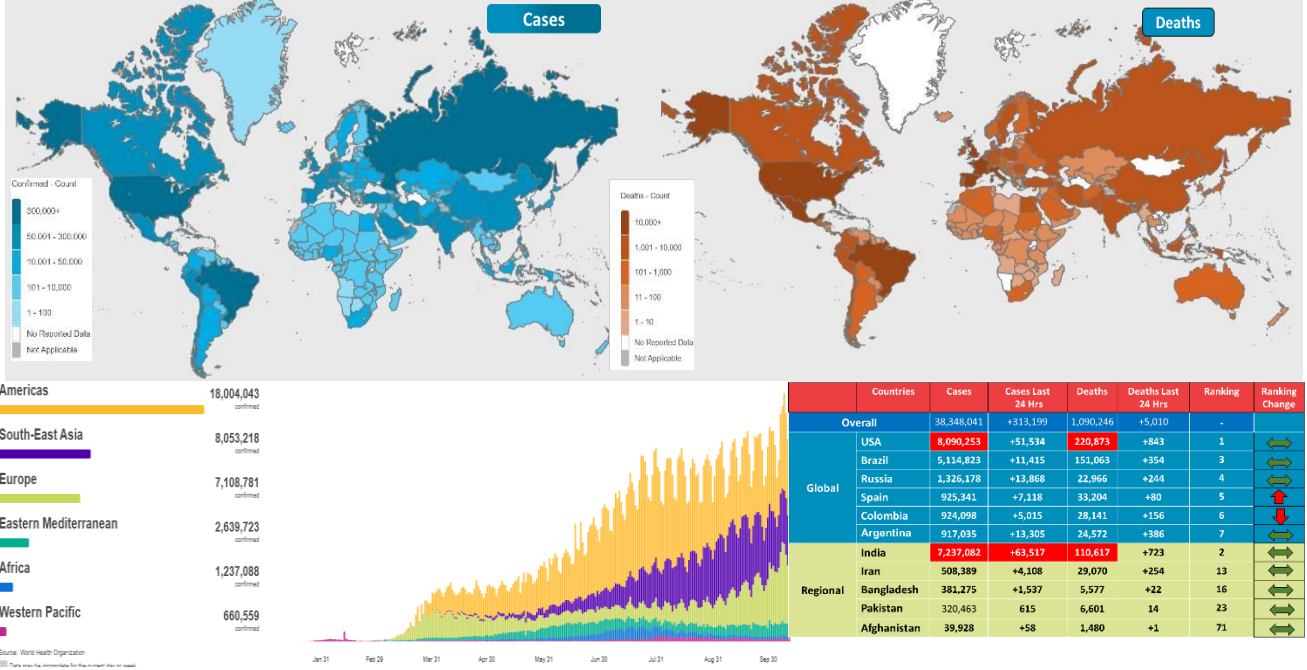 Cases
Deaths
Confirmed - Count
300,000+
50,001 - 300,000
10,001 - 50,000
101 - 10,000
1 - 100
No Reported Data
Not Applicable
Deaths - Count
10,000+
1,001 - 10,000
101 - 1,000
11 - 100
1 - 10
No Reported Data
Not Applicable
Americas 18,004,043
confirmed
South-East Asia 8,053,218
confirmed
Europe 7,108,781
confirmed
Eastern Mediterranean 2,639,723
confirmed
Africa 1,237,088
confirmed
Western Pacific 660,559
confirmed
Source: World Health Organization
Data may be incomplete for the current day or week
Jan 31 Feb 29 Mar 31 Apr 30 May 31 Jun 30 Jul 31 Aug 31 Sep 30
Countries Cases Cases Last 24 Hrs Deaths Deaths Last 24 Hrs Ranking Ranking Change
Overall 38,348,041 +313,199 1,090,246 +5,010 -
Global
USA 8,090,253 +51,534 220,873 +843 1
Brazil 5,114,823 +11,415 151,063 +354 3
Russia 1,326,178 +13,868 22,966 +244 4
Spain 925,341 +7,118 33,204 +80 5
Colombia 924,098 +5,015 28,141 +156 6
Argentina 917,035 +13,305 24,572 +386 7
Regional
India 7,237,082 +63,517 110,617 +723 2
Iran 508,389 +4,108 29,070 +254 13
Bangladesh 381,275 +1,537 5,577 +22 16
Pakistan 320,463 615 6,601 14 23
Afghanistan 39,928 +58 1,480 +1 71